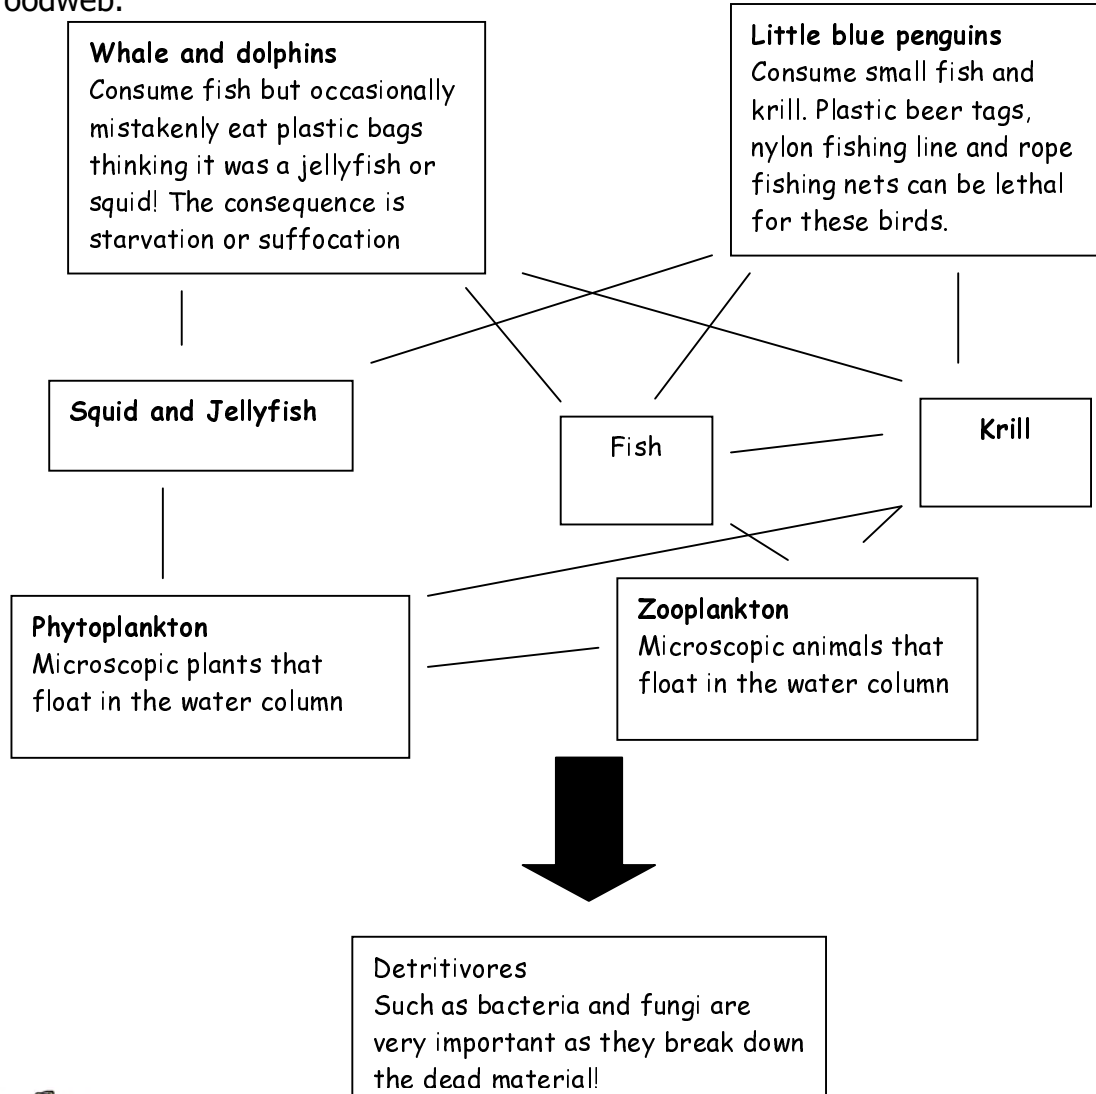 oodweb.
Whale and dolphins
Consume fish but occasionally
mistakenly eat plastic bags
thinking it was a jellyfish or
squid! The consequence is
starvation or suffocation
Little blue penguins
Consume small fish and
krill. Plastic beer tags,
nylon fishing line and rope
fishing nets can be lethal
for these birds.
Squid and Jellyfish
Fish
Krill
Phytoplankton
Microscopic plants that
float in the water column
Zooplankton
Microscopic animals that
float in the water column
Detritivores
Such as bacteria and fungi are
very important as they break down
the dead material!